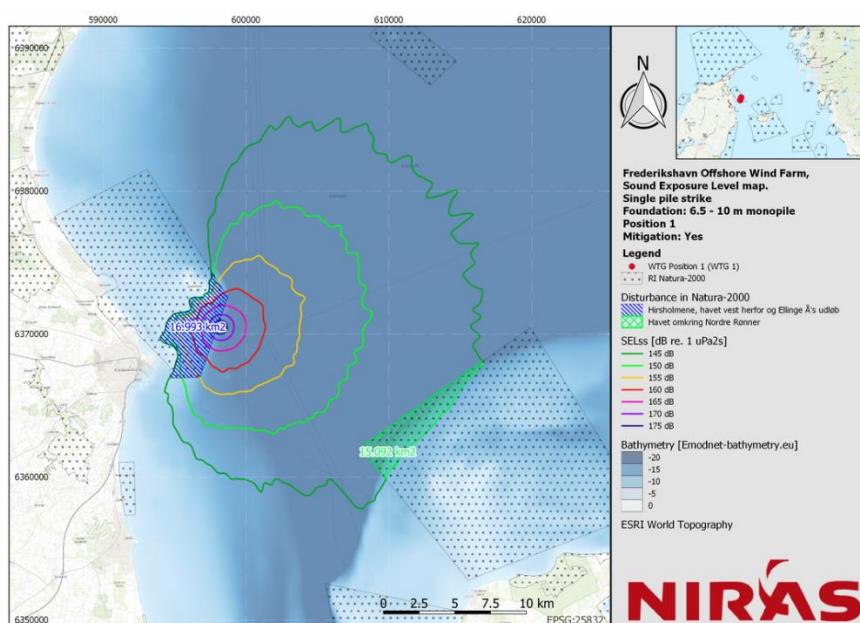 590000 600000 610000 620000
6390000
6380000
6370000
6360000
6350000
16.993 km2
15.092 km2
0 2.5 5 7.5 10 km
EPSG:25832
N
Frederikshavn Offshore Wind Farm,
Sound Exposure Level map.
Single pile strike
Foundation: 6.5 - 10 m monopile
Position 1
Mitigation: Yes
Legend
WTG Position 1 (WTG 1)
RI Natura-2000
Disturbance in Natura-2000
Hirsholmene, havet vest herfor og Ellinge Å's udløb
Havet omkring Nordre Rønner
SELss [dB re. 1 uPa2s]
145 dB
150 dB
155 dB
160 dB
165 dB
170 dB
175 dB
Bathymetry [Emodnet-bathymetry.eu]
-20
-15
-10
-5
0
ESRI World Topography
NIRAS